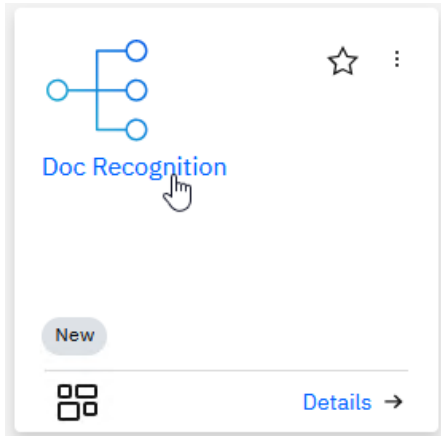 Doc Recognition
New
Details →